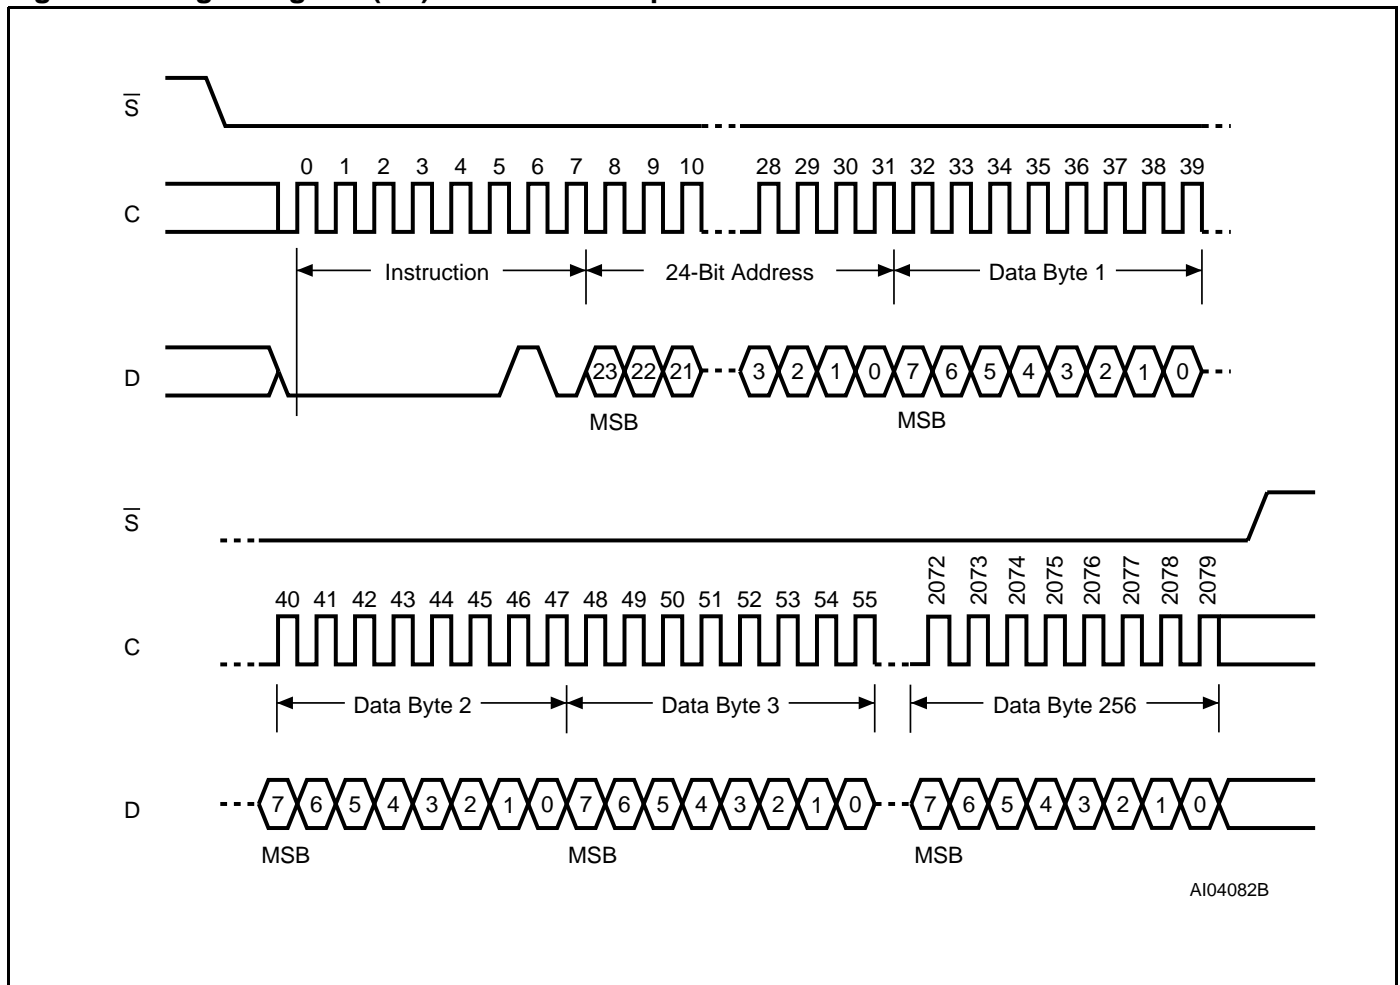 S
0 1 2 3 4 5 6 7 8 9 10 28 29 30 31 32 33 34 35 36 37 38 39
C
Instruction 24-Bit Address Data Byte 1
D
23 22 21 3 2 1 0 7 6 5 4 3 2 1 0
MSB MSB
S
2072 2073 2074 2075 2076 2077 2078 2079
40 41 42 43 44 45 46 47 48 49 50 51 52 53 54 55
C
Data Byte 2 Data Byte 3 Data Byte 256
D
7 6 5 4 3 2 1 0 7 6 5 4 3 2 1 0 7 6 5 4 3 2 1 0
MSB MSB MSB
AI04082B